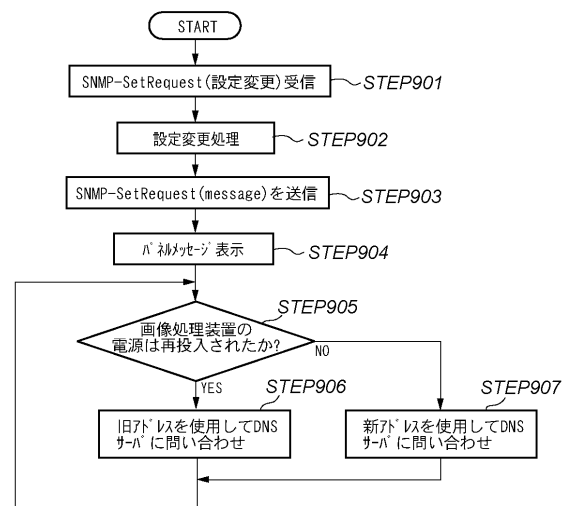 START
SNMP-SetRequest(設定変更)受信
STEP901
設定変更処理
STEP902
SNMP-SetRequest(message)を送信
STEP903
ﾊﾟﾈﾙﾒｯｾｰｼﾞ表示
STEP904
STEP905
画像処理装置の
電源は再投入されたか?
NO
YES
STEP906
旧ｱﾄﾞﾚｽを使用してDNS
ｻｰﾊﾞに問い合わせ
STEP907
新ｱﾄﾞﾚｽを使用してDNS
ｻｰﾊﾞに問い合わせ